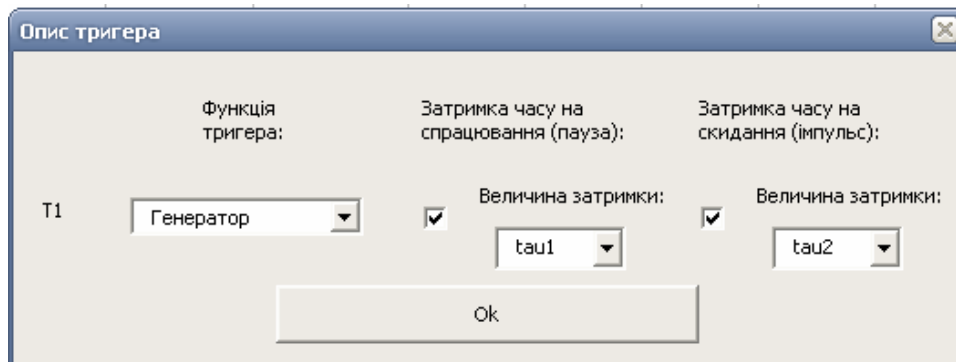 Опис тригера
Функція
тригера:
Затримка часу на
спрацювання (пауза):
Затримка часу на
скидання (імпульс):
T1
Генератор
Величина затримки:
tau1
Величина затримки:
tau2
Ok